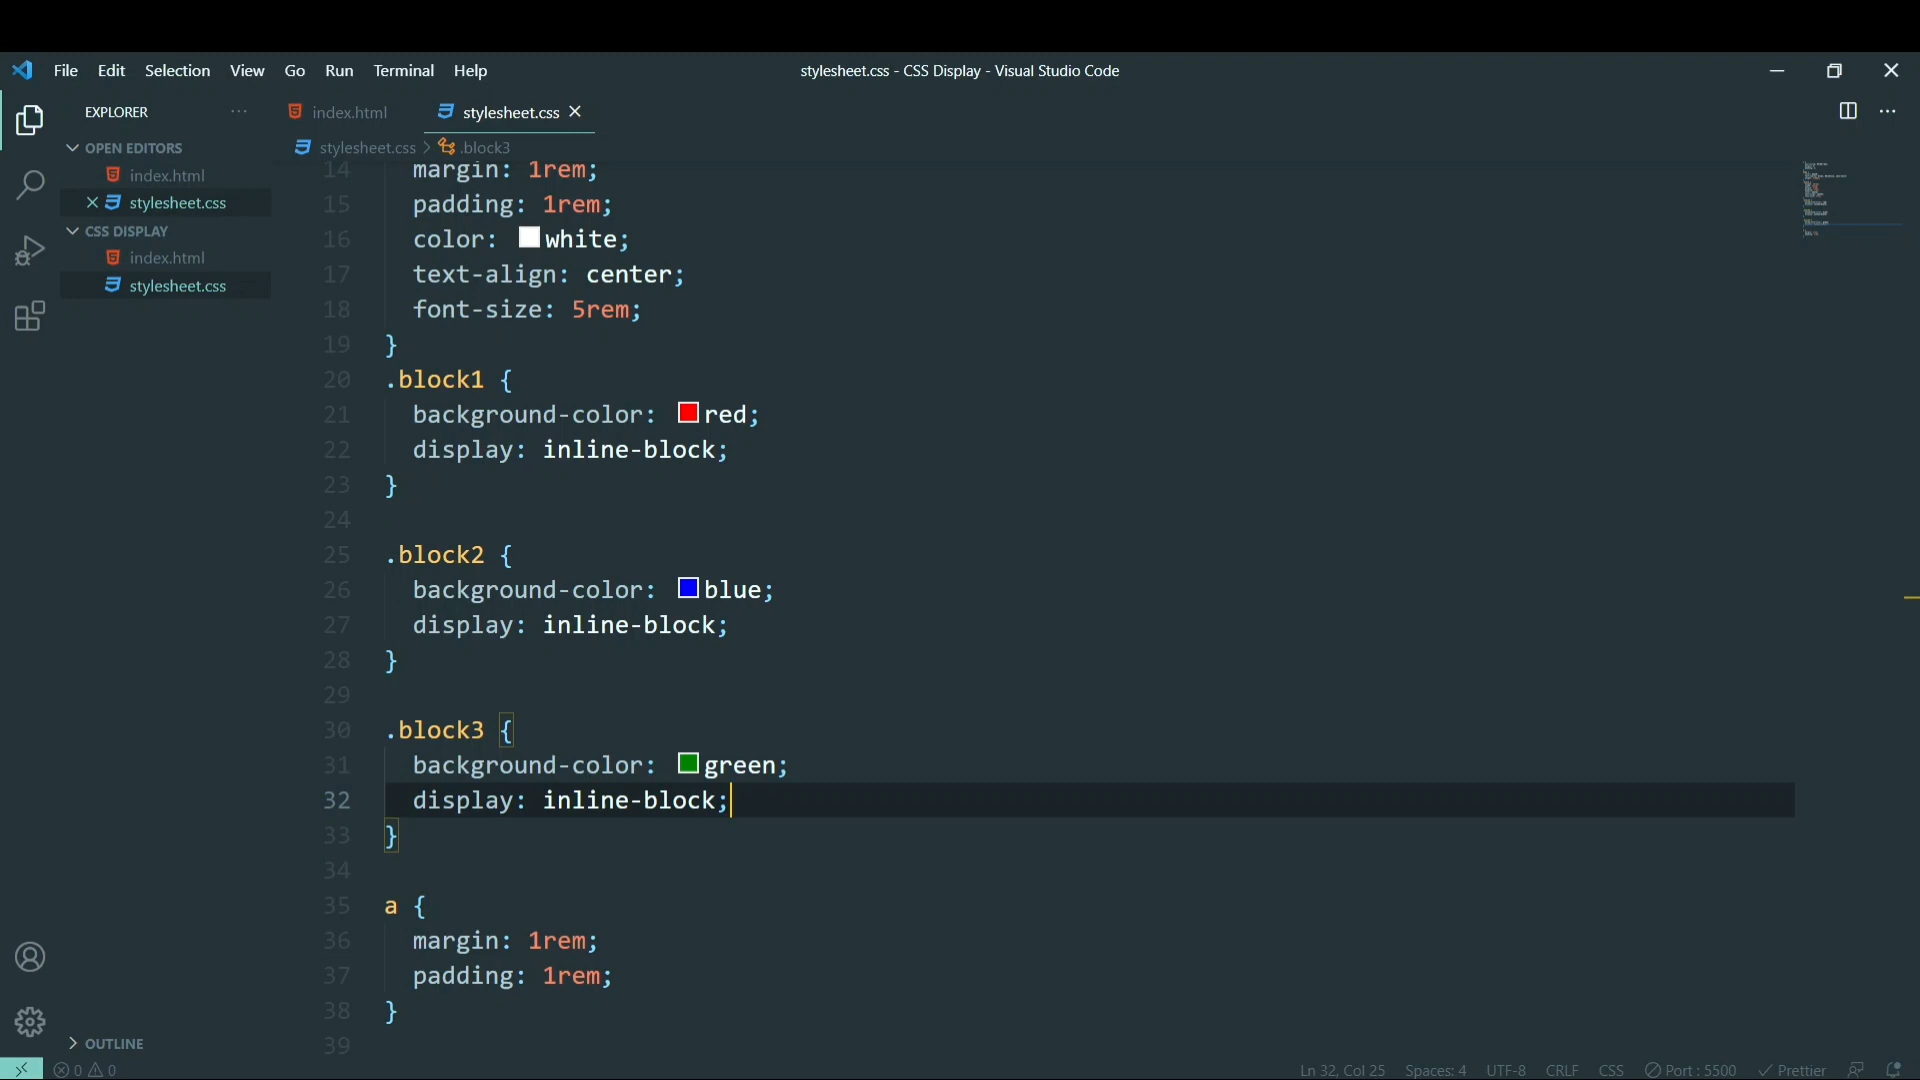 File Edit Selection View Go Run Terminal Help
stylesheet.css - CSS Display - Visual Studio Code
EXPLORER
index.html
stylesheet.css
OPEN EDITORS
stylesheet.css > .block3
index.html
stylesheet.css
CSS DISPLAY
index.html
stylesheet.css
14 margin: 1rem;
15 padding: 1rem;
16 color: white;
17 text-align: center;
18 font-size: 5rem;
19 }
20 .block1 {
21 background-color: red;
22 display: inline-block;
23 }
24
25 .block2 {
26 background-color: blue;
27 display: inline-block;
28 }
29
30 .block3 {
31 background-color: green;
32 display: inline-block;
33 }
34
35 a {
36 margin: 1rem;
37 padding: 1rem;
38 }
39
OUTLINE
0 0
Ln 32, Col 25 Spaces: 4 UTF-8 CRLF CSS Port : 5500 Prettier